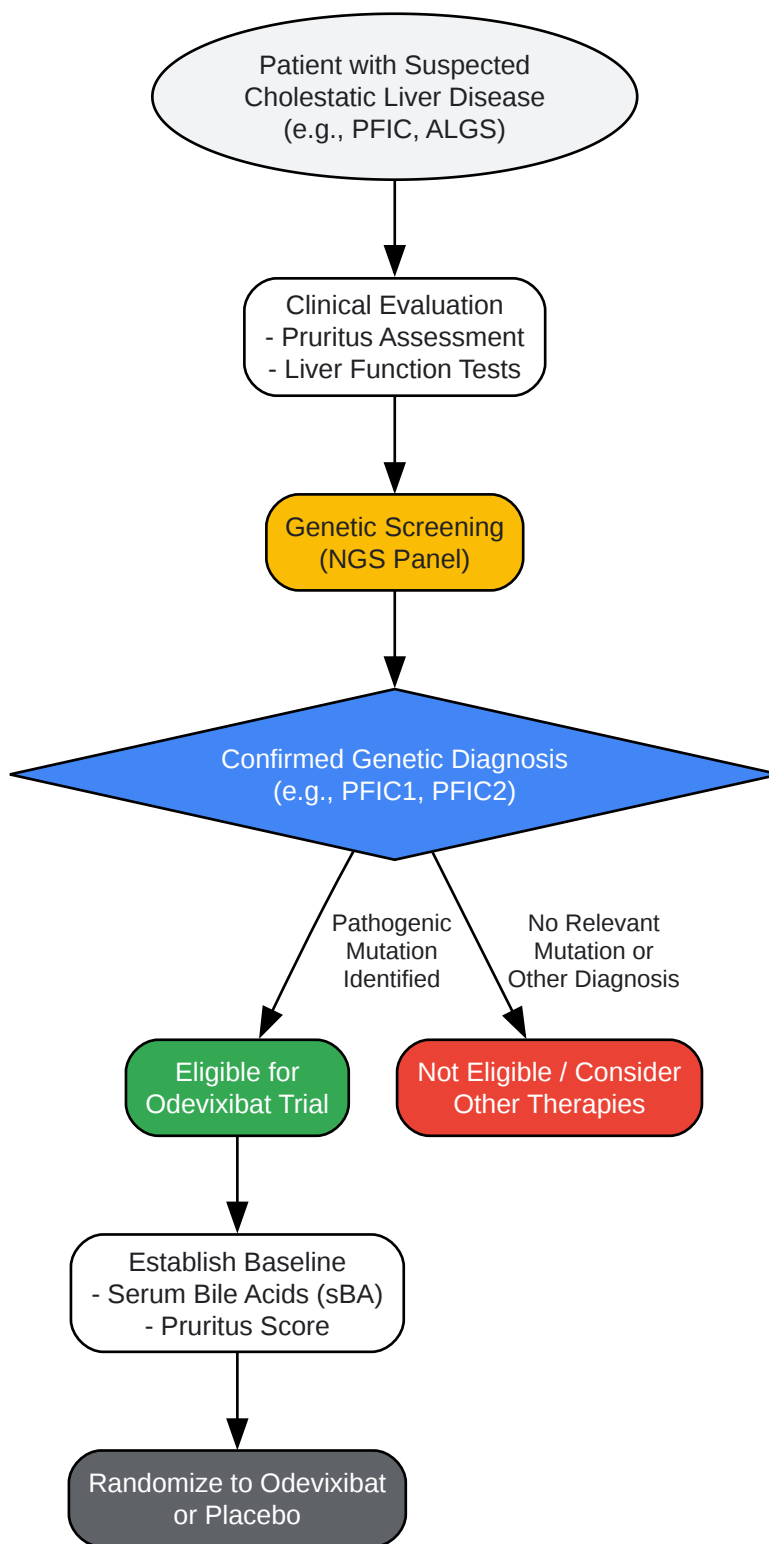 Patient with Suspected
Cholestatic Liver Disease
(e.g., PFIC, ALGS)
Clinical Evaluation
- Pruritus Assessment
- Liver Function Tests
Genetic Screening
(NGS Panel)
Confirmed Genetic Diagnosis
(e.g., PFIC1, PFIC2)
Pathogenic
Mutation
Identified
No Relevant
Mutation or
Other Diagnosis
Eligible for
Odevixibat Trial
Not Eligible / Consider
Other Therapies
Establish Baseline
- Serum Bile Acids (sBA)
- Pruritus Score
Randomize to Odevixibat
or Placebo